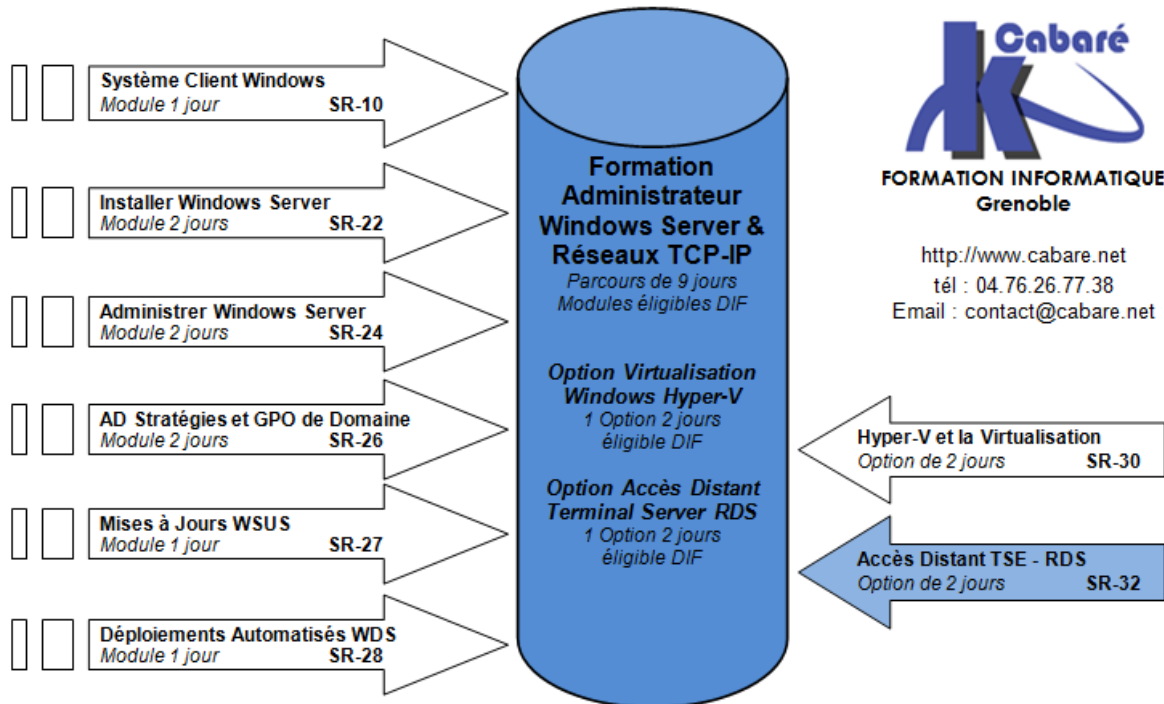 Système Client Windows
Module 1 jour SR-10
Installer Windows Server
Module 2 jours SR-22
Administrer Windows Server
Module 2 jours SR-24
AD Stratégies et GPO de Domaine
Module 2 jours SR-26
Mises à Jours WSUS
Module 1 jour SR-27
Déploiements Automatisés WDS
Module 1 jour SR-28
Formation
Administrateur
Windows Server &
Réseaux TCP-IP
Parcours de 9 jours
Modules éligibles DIF
Option Virtualisation
Windows Hyper-V
1 Option 2 jours
éligible DIF
Option Accès Distant
Terminal Server RDS
1 Option 2 jours
éligible DIF
Cabaré
FORMATION INFORMATIQUE
Grenoble
http://www.cabare.net
tél : 04.76.26.77.38
Email : contact@cabare.net
Hyper-V et la Virtualisation
Option de 2 jours SR-30
Accès Distant TSE - RDS
Option de 2 jours SR-32